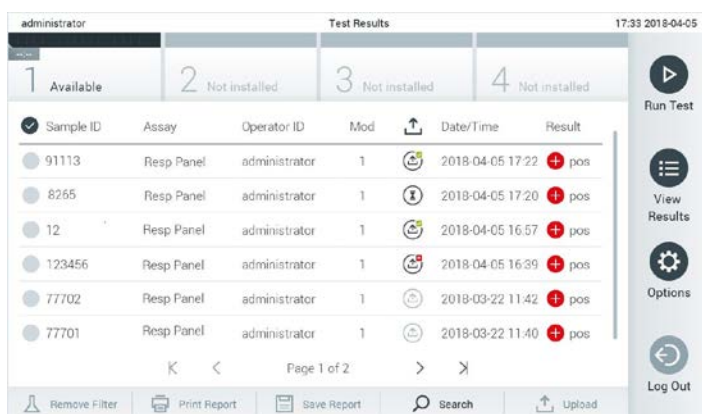 administrator Test Results 17:33 2018-04-05
1 Available 2 Not installed 3 Not installed 4 Not installed
Run Test
Sample ID Assay Operator ID Mod Date/Time Result
91113 Resp Panel administrator 1 2018-04-05 17:22 pos
8265 Resp Panel administrator 1 2018-04-05 17:20 pos
View
Results
12 Resp Panel administrator 1 2018-04-05 16:57 pos
123456 Resp Panel administrator 1 2018-04-05 16:39 pos
Options
77702 Resp Panel administrator 1 2018-03-22 11:42 pos
77701 Resp Panel administrator 1 2018-03-22 11:40 pos
Page 1 of 2
Log Out
Remove Filter Print Report Save Report Search Upload